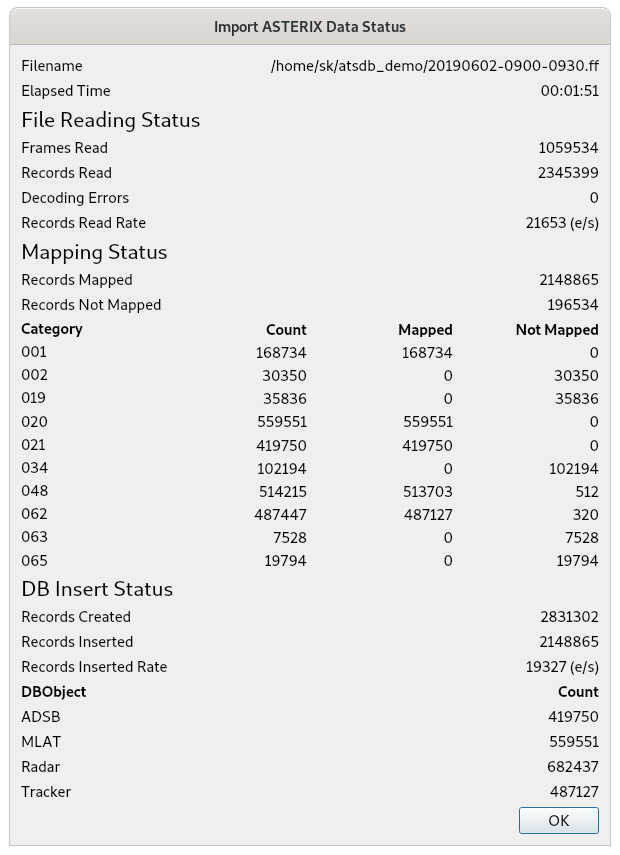 Import ASTERIX Data Status
Filename /home/sk/atsdb_demo/20190602-0900-0930.ff
Elapsed Time 00:01:51
File Reading Status
Frames Read 1059534
Records Read 2345399
Decoding Errors 0
Records Read Rate 21653 (e/s)
Mapping Status
Records Mapped 2148865
Records Not Mapped 196534
Category Count Mapped Not Mapped
001 168734 168734 0
002 30350 0 30350
019 35836 0 35836
020 559551 559551 0
021 419750 419750 0
034 102194 0 102194
048 514215 513703 512
062 487447 487127 320
063 7528 0 7528
065 19794 0 19794
DB Insert Status
Records Created 2831302
Records Inserted 2148865
Records Inserted Rate 19327 (e/s)
DBObject Count
ADSB 419750
MLAT 559551
Radar 682437
Tracker 487127
OK